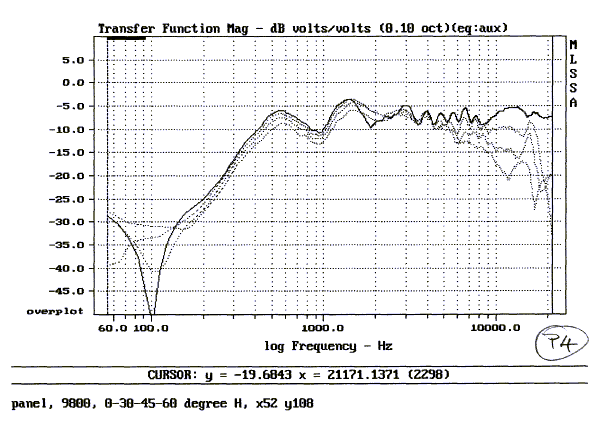 Transfer Function Mag - dB volts/volts (0.10 oct)(eq:aux)
MLSSA
5.0
0.0
-5.0
-10.0
-15.0
-20.0
-25.0
-30.0
-35.0
-40.0
-45.0
overplot
60.0 100.0 1000.0 10000.0
log Frequency - Hz
P4
CURSOR: y = -19.6043 x = 21171.1371 (2298)
panel, 9800, 0-30-45-60 degree H, x52 y108